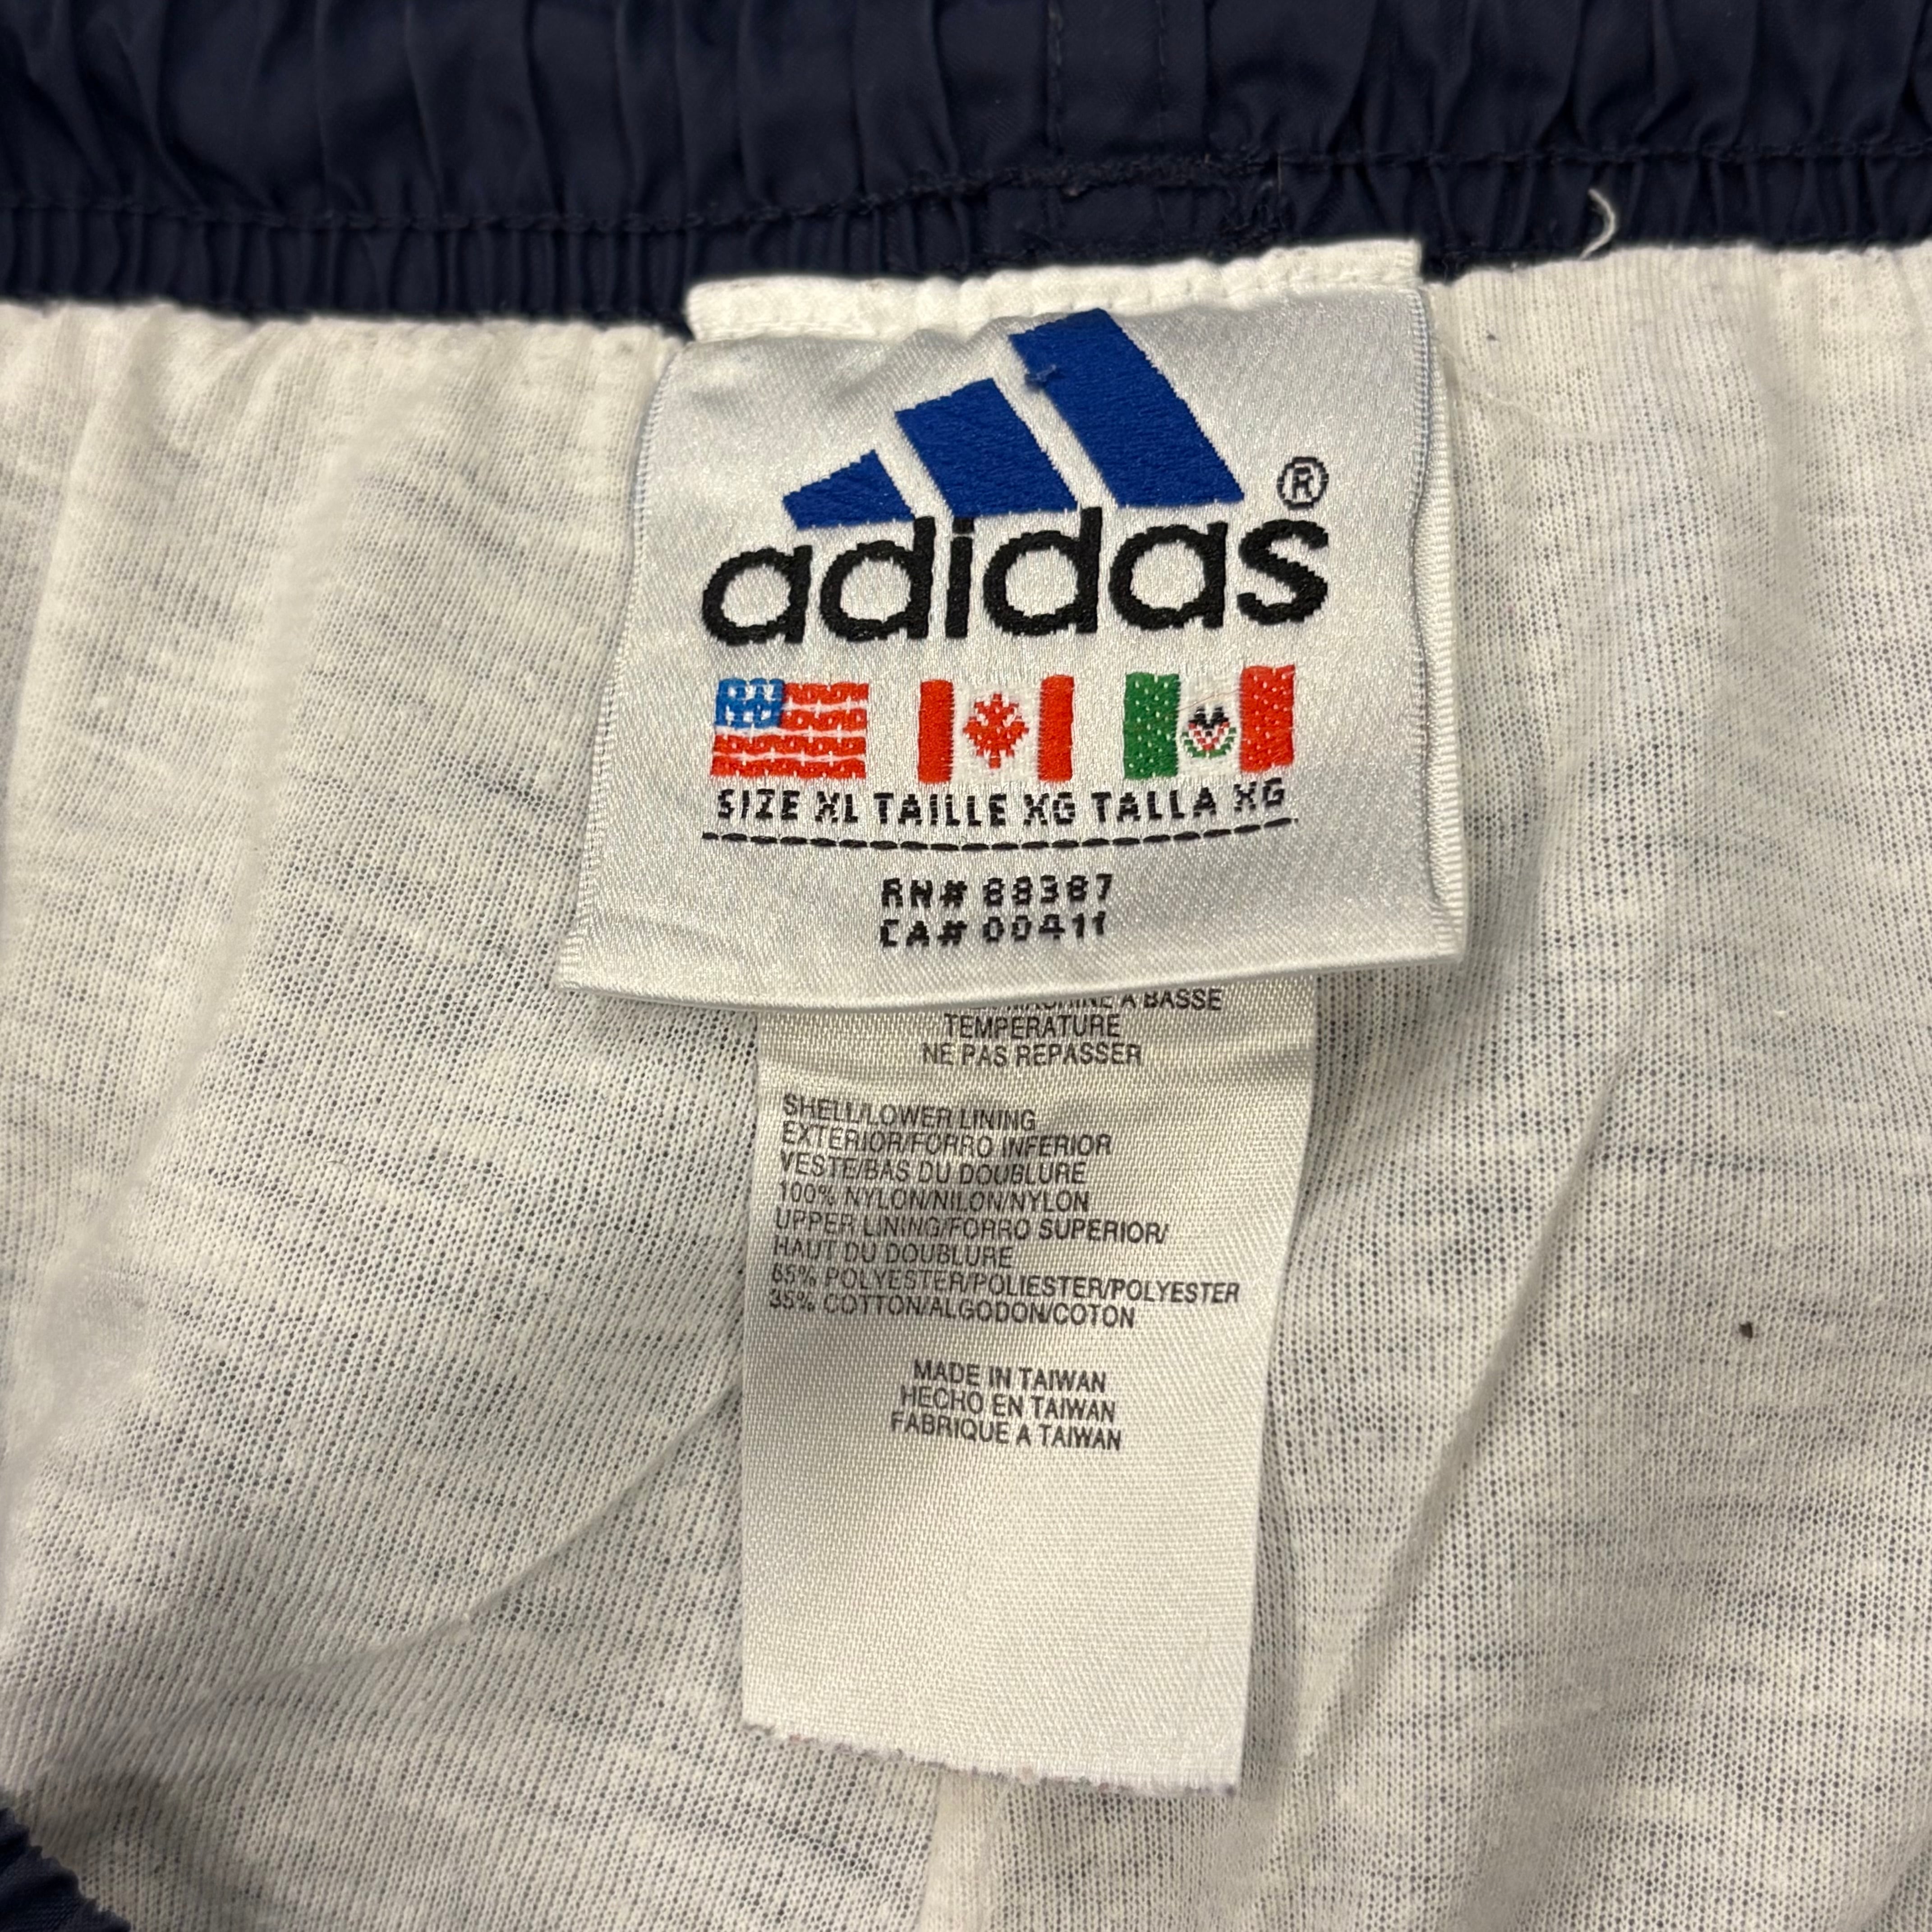 adidas®
SIZE XL TAILLE XG TALLA XG
RN# 88387
CA# 00411
MACHINE A BASSE
TEMPERATURE
NE PAS REPASSER
SHELL/LOWER LINING
EXTERIOR/FORRO INFERIOR
VESTE/BAS DU DOUBLURE
100% NYLON/NILON/NYLON
UPPER LINING/FORRO SUPERIOR/
HAUT DU DOUBLURE
65% POLYESTER/POLIESTER/POLYESTER
35% COTTON/ALGODON/COTON
MADE IN TAIWAN
HECHO EN TAIWAN
FABRIQUE A TAIWAN